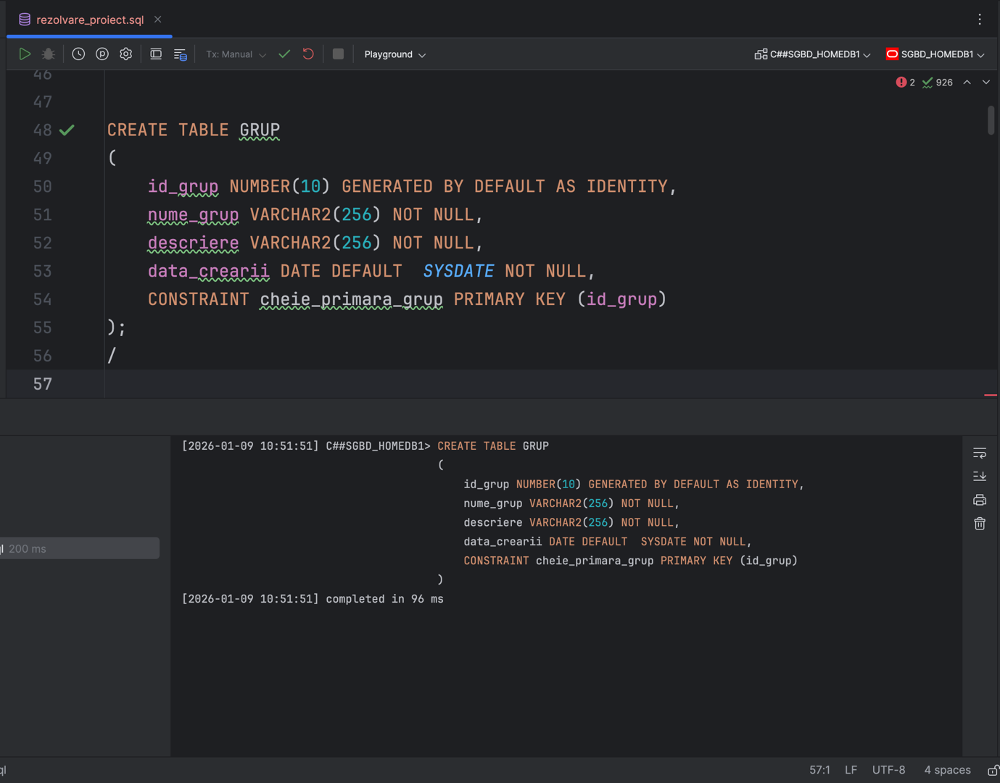 rezolvare_proiect.sql
Tx: Manual
Playground
C##SGBD_HOMEDB1
SGBD_HOMEDB1
2 926
46
47
48 CREATE TABLE GRUP
49 (
50 id_grup NUMBER(10) GENERATED BY DEFAULT AS IDENTITY,
51 nume_grup VARCHAR2(256) NOT NULL,
52 descriere VARCHAR2(256) NOT NULL,
53 data_crearii DATE DEFAULT  SYSDATE NOT NULL,
54 CONSTRAINT cheie_primara_grup PRIMARY KEY (id_grup)
55 );
56 /
57
[2026-01-09 10:51:51] C##SGBD_HOMEDB1> CREATE TABLE GRUP
(
id_grup NUMBER(10) GENERATED BY DEFAULT AS IDENTITY,
nume_grup VARCHAR2(256) NOT NULL,
descriere VARCHAR2(256) NOT NULL,
data_crearii DATE DEFAULT  SYSDATE NOT NULL,
CONSTRAINT cheie_primara_grup PRIMARY KEY (id_grup)
)
[2026-01-09 10:51:51] completed in 96 ms
200 ms
57:1 LF UTF-8 4 spaces